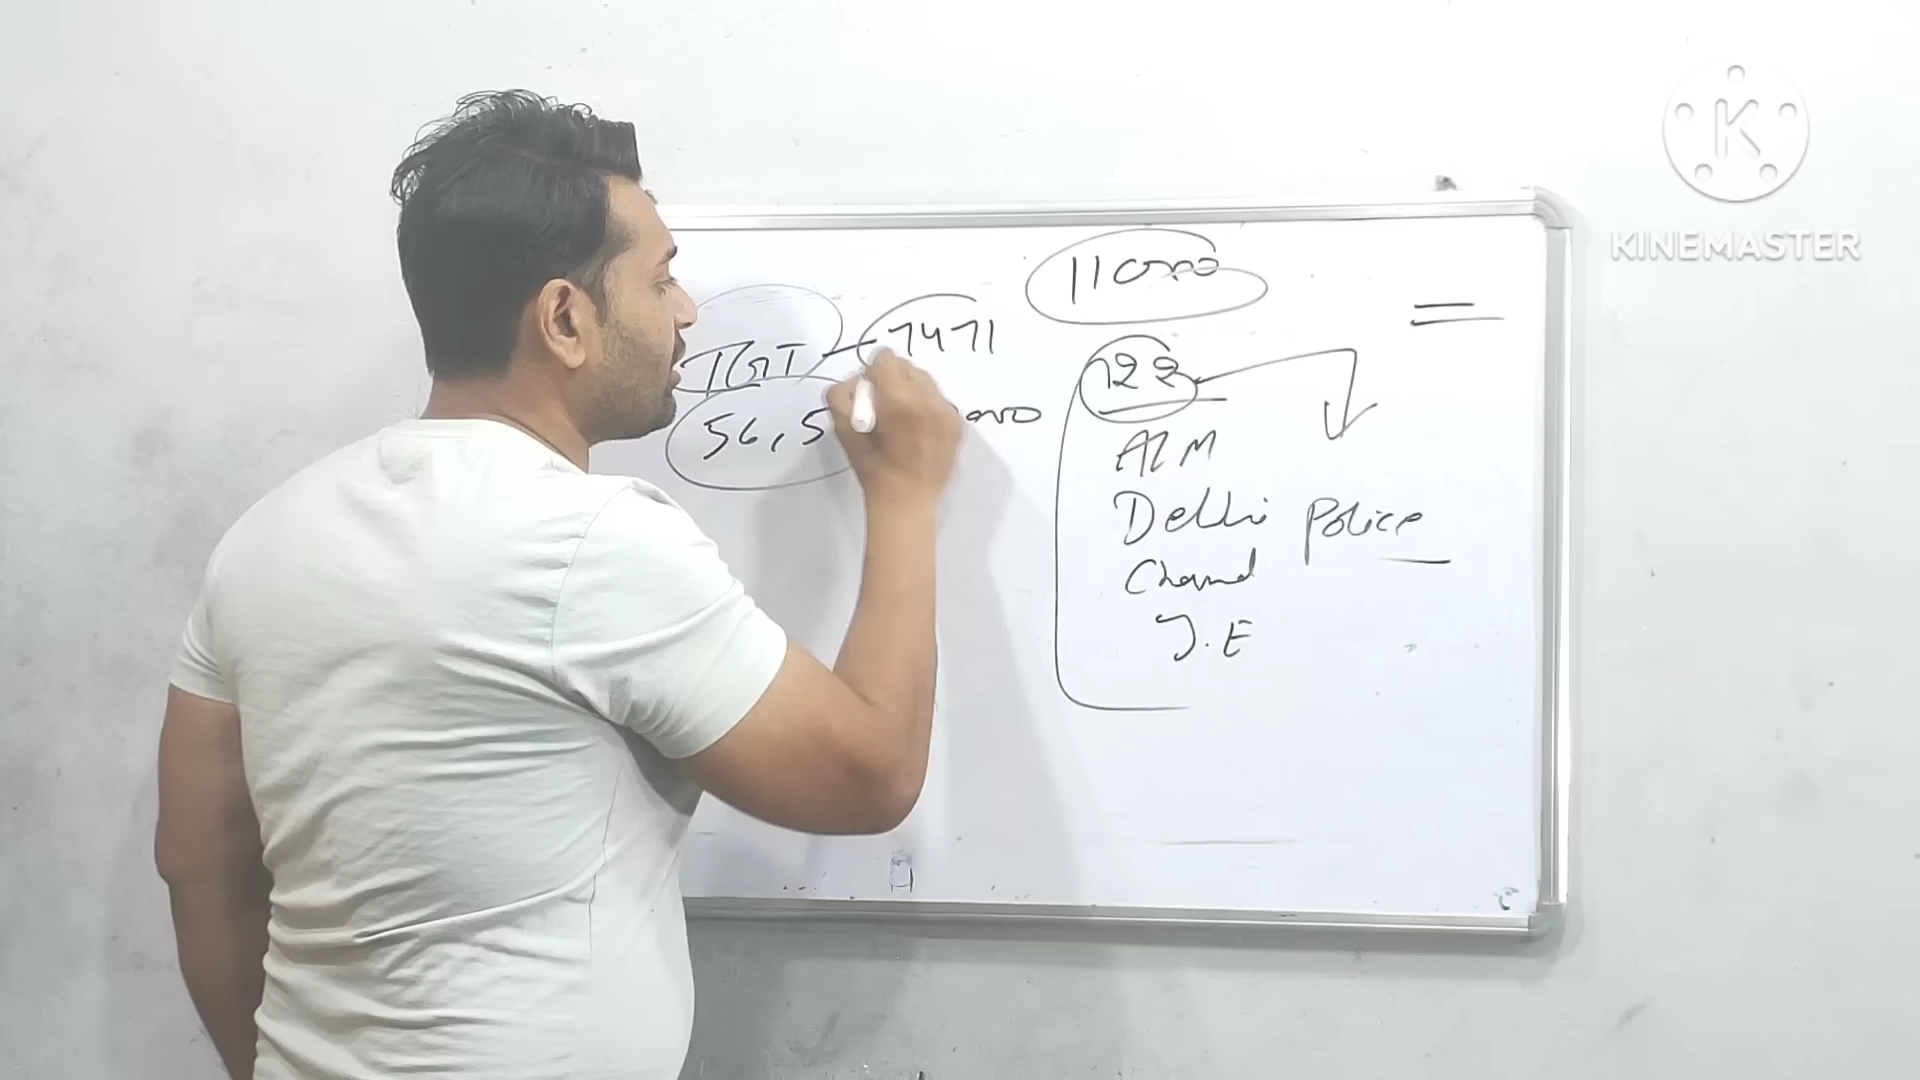 11000
TGT - 7471
56, 5
122
ALM
Delhi Police
Chand
J.E
K
KINEMASTER